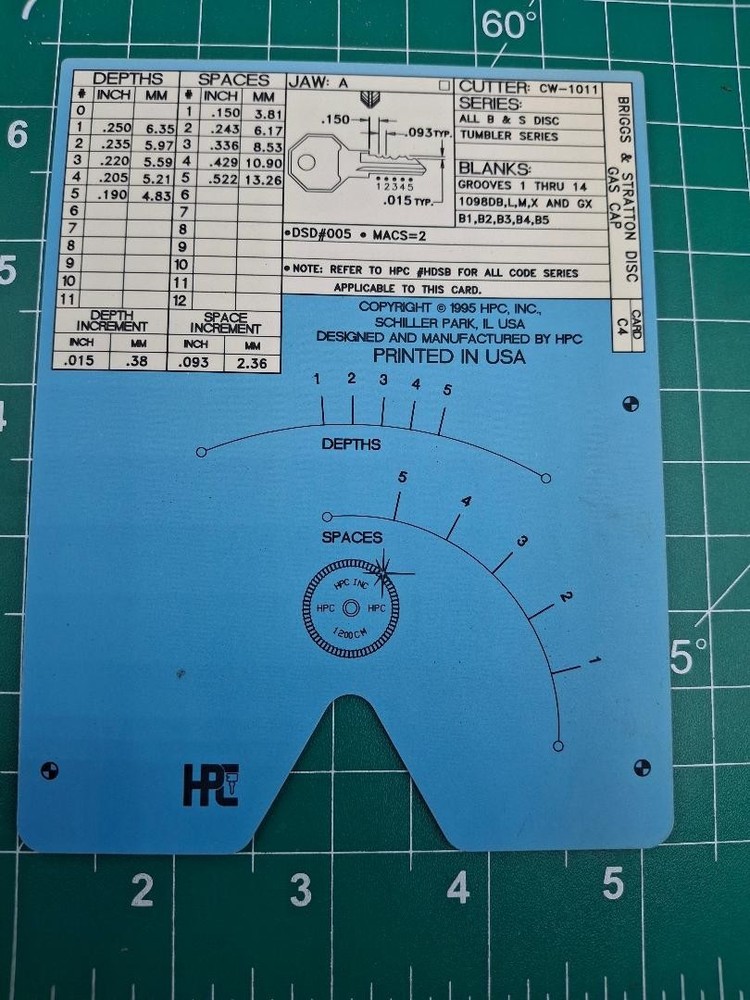 7
60°
6
5
4
5°
DEPTHS SPACES
# INCH MM # INCH MM
0 1 .150 3.81
1 .250 6.35 2 .243 6.17
2 .235 5.97 3 .336 8.53
3 .220 5.59 4 .429 10.90
4 .205 5.21 5 .522 13.26
5 .190 4.83 6
6 7
7 8
8 9
9 10
10 11
11 12
DEPTH INCREMENT SPACE INCREMENT
INCH MM INCH MM
.015 .38 .093 2.36
JAW: A
.150
.093 TYP.
12345
.015 TYP.
CUTTER: CW-1011
SERIES:
ALL B & S DISC
TUMBLER SERIES
BLANKS:
GROOVES 1 THRU 14
1098DB,L,M,X AND GX
B1,B2,B3,B4,B5
BRIGGS & STRATTON DISC
GAS CAP
CARD
C4
•DSD#005 • MACS=2
•NOTE: REFER TO HPC #HDSB FOR ALL CODE SERIES
APPLICABLE TO THIS CARD.
COPYRIGHT © 1995 HPC, INC.,
SCHILLER PARK, IL USA
DESIGNED AND MANUFACTURED BY HPC
PRINTED IN USA
1 2 3 4 5
DEPTHS
5 4 3 2 1
SPACES
HPC INC
HPC HPC
1200CM
HPC
2 3 4 5